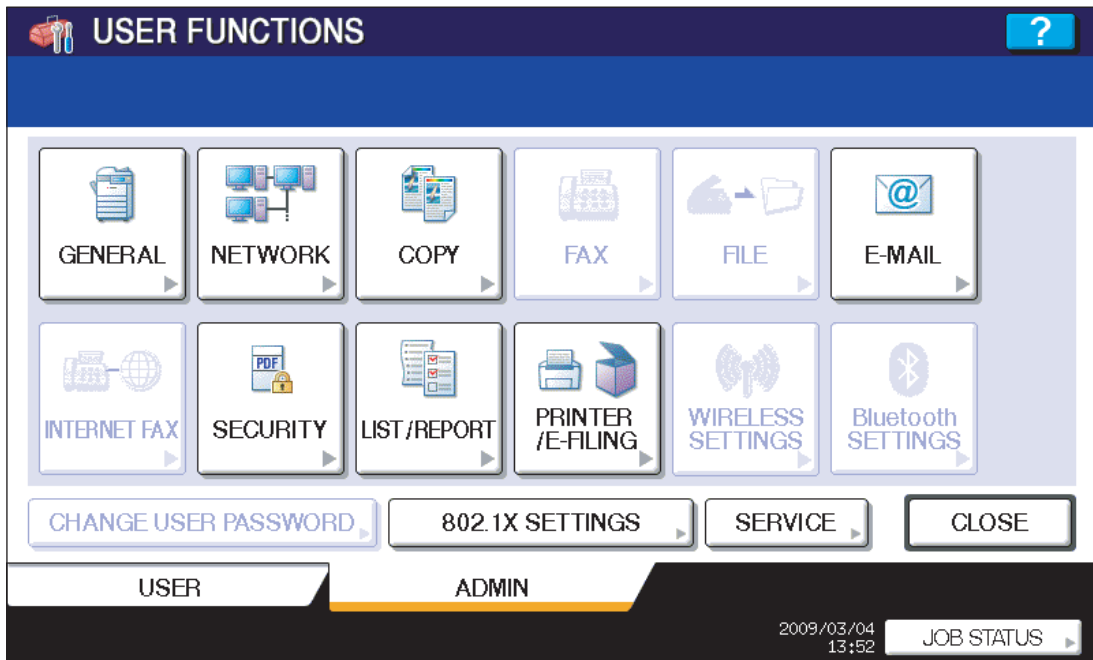 USER FUNCTIONS
?
GENERAL
NETWORK
COPY
FAX
FILE
@
E-MAIL
INTERNET FAX
PDF
SECURITY
LIST/REPORT
PRINTER
/E-FILING
WIRELESS
SETTINGS
Bluetooth
SETTINGS
CHANGE USER PASSWORD
802.1X SETTINGS
SERVICE
CLOSE
USER
ADMIN
2009/03/04
13:52
JOB STATUS